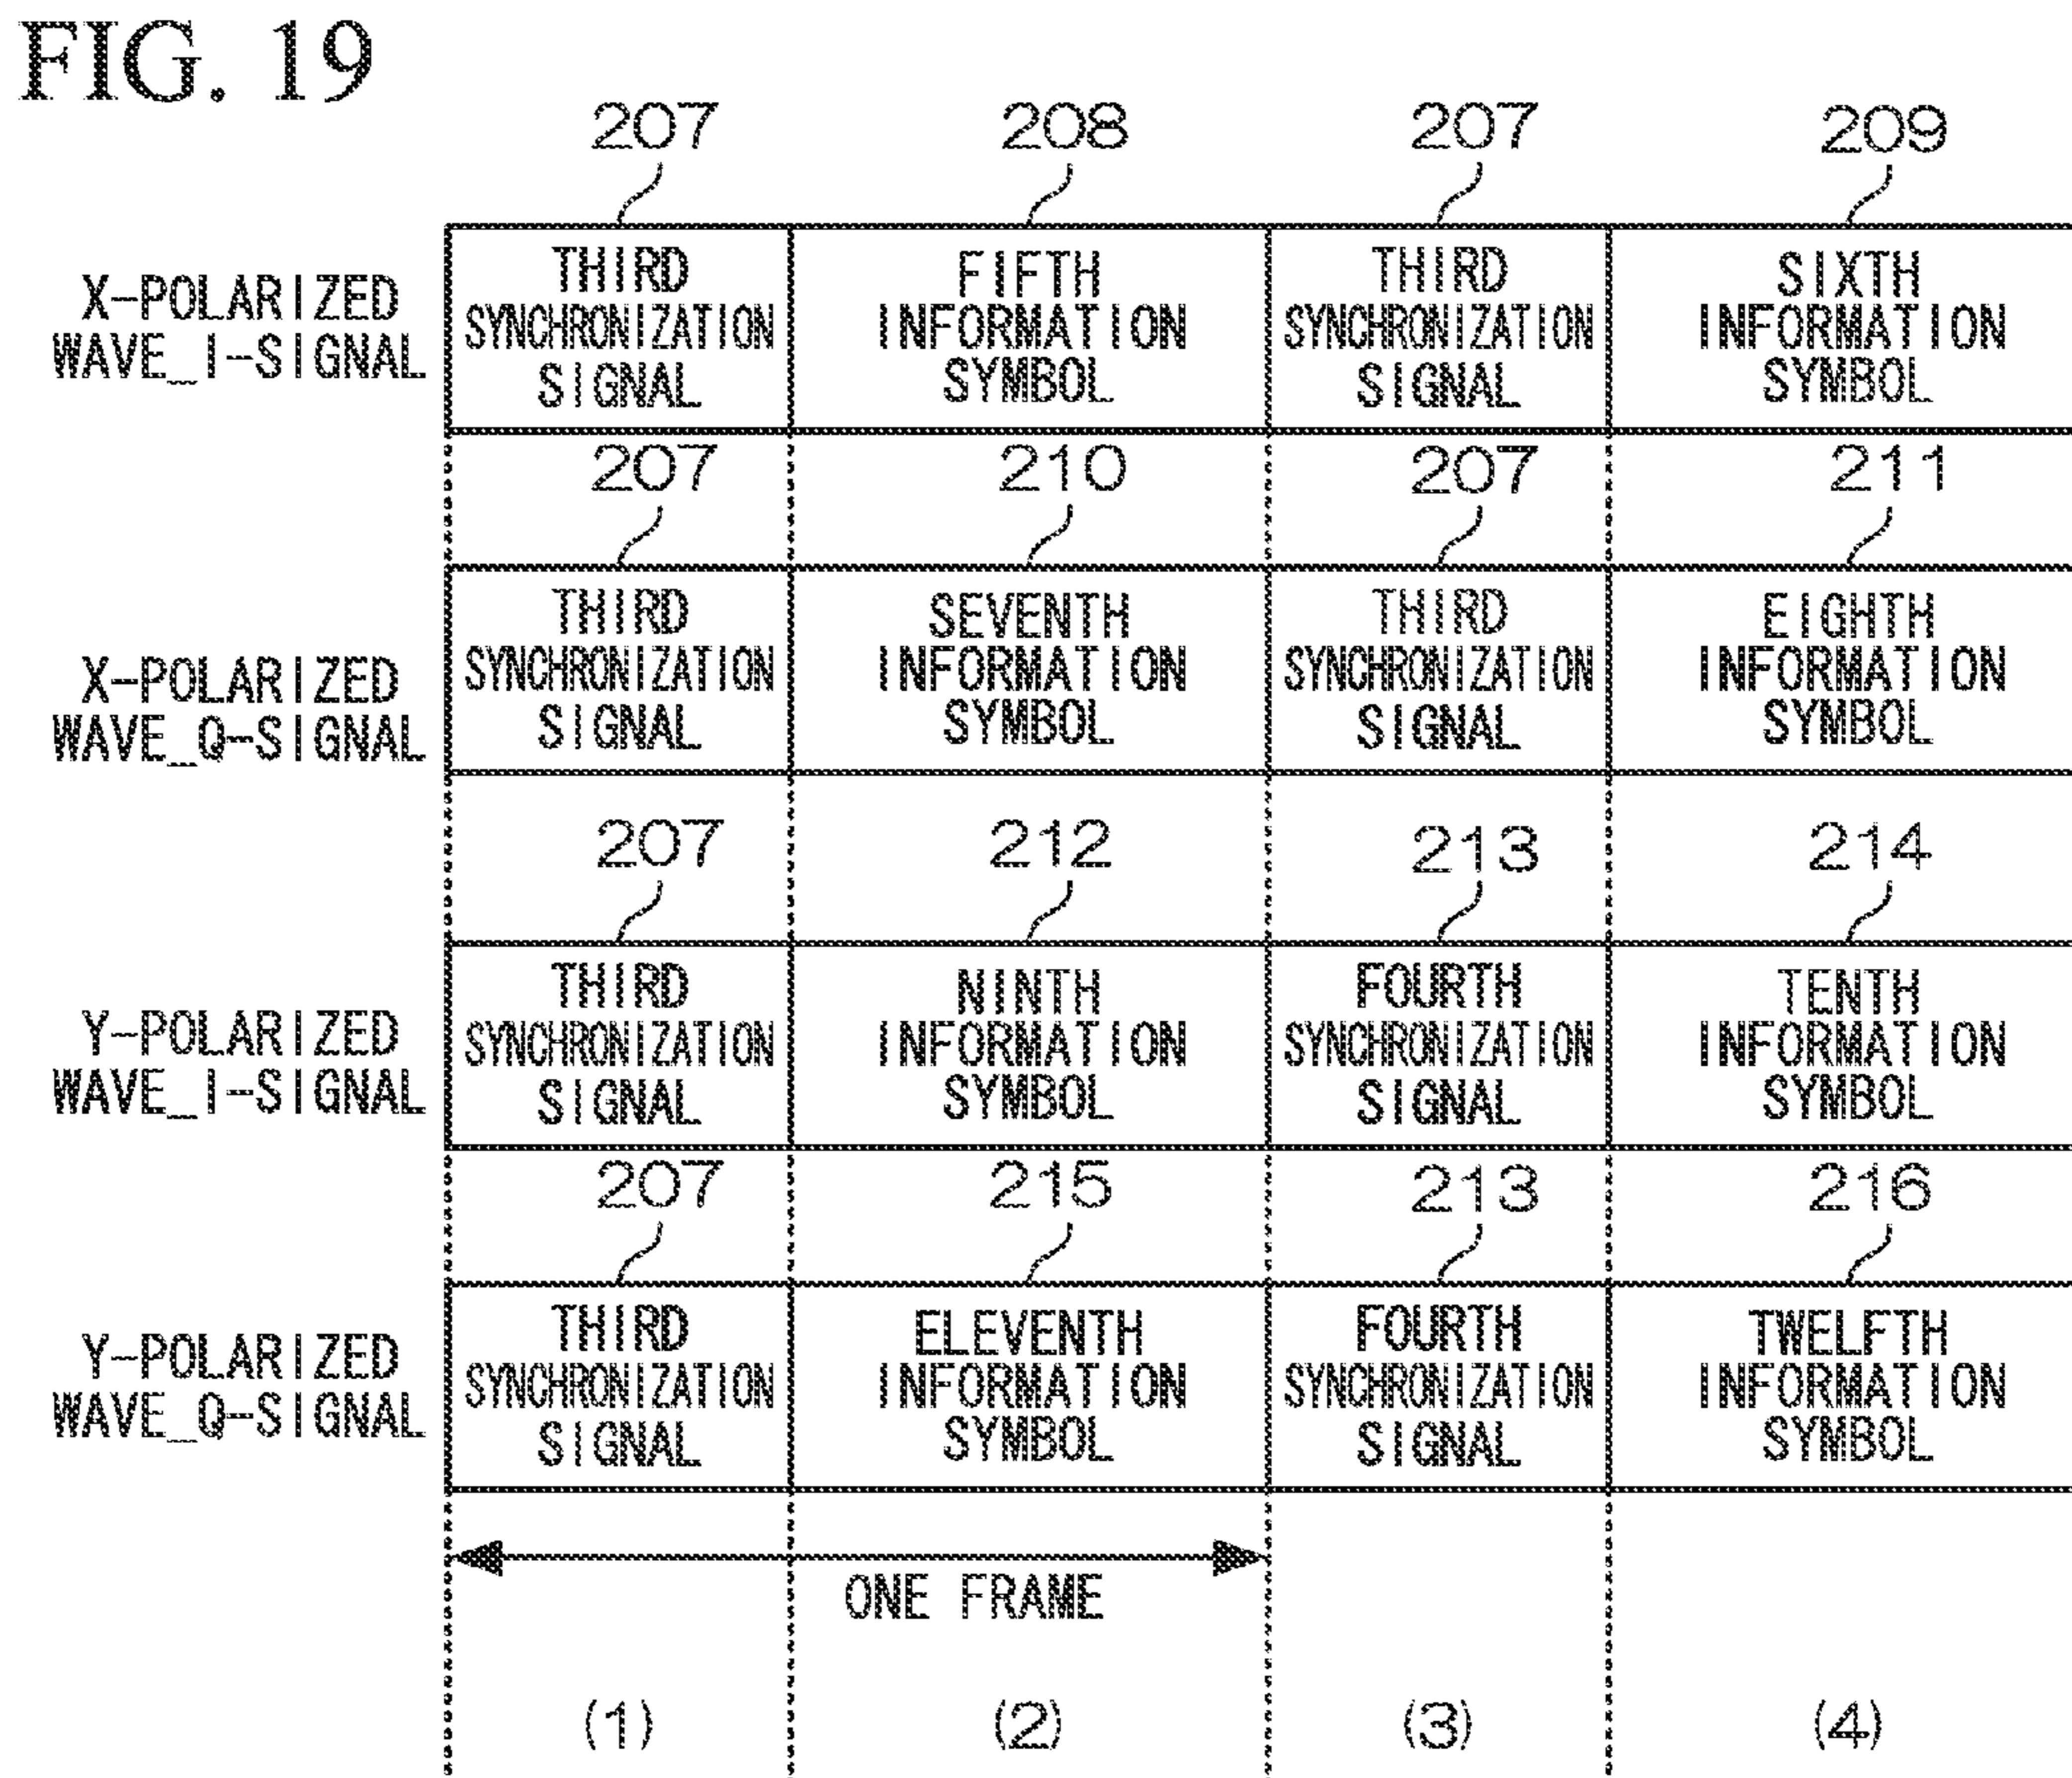 FIG. 19
207 208 207 209
X-POLARIZED
WAVE_I-SIGNAL
THIRD
SYNCHRONIZATION
SIGNAL
FIFTH
INFORMATION
SYMBOL
THIRD
SYNCHRONIZATION
SIGNAL
SIXTH
INFORMATION
SYMBOL
207 210 207 211
X-POLARIZED
WAVE_Q-SIGNAL
THIRD
SYNCHRONIZATION
SIGNAL
SEVENTH
INFORMATION
SYMBOL
THIRD
SYNCHRONIZATION
SIGNAL
EIGHTH
INFORMATION
SYMBOL
207 212 213 214
Y-POLARIZED
WAVE_I-SIGNAL
THIRD
SYNCHRONIZATION
SIGNAL
NINTH
INFORMATION
SYMBOL
FOURTH
SYNCHRONIZATION
SIGNAL
TENTH
INFORMATION
SYMBOL
207 215 213 216
Y-POLARIZED
WAVE_Q-SIGNAL
THIRD
SYNCHRONIZATION
SIGNAL
ELEVENTH
INFORMATION
SYMBOL
FOURTH
SYNCHRONIZATION
SIGNAL
TWELFTH
INFORMATION
SYMBOL
ONE FRAME
(1) (2) (3) (4)